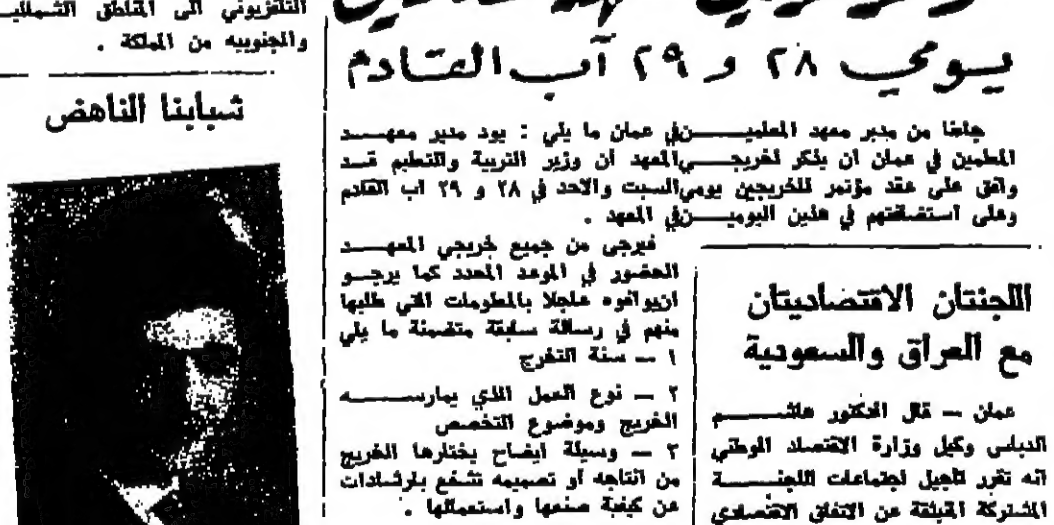 يومي ٢٨ و ٢٩ آب القادم
جاءنا من مدير معهد المعلمين في عمان ما يلي : يود مدير معهد
المعلمين في عمان ان يذكر لخريجي المعهد ان وزير التربية والتعليم قد
وافق على عقد مؤتمر للخريجين يومي السبت والاحد في ٢٨ و ٢٩ اب القادم
وعلى استضافتهم في هذين اليومين في المعهد .
فيرجى من جميع خريجي المعهد
الحضور في الموعد المحدد كما يرجو
ان يوافوه عاجلا بالمعلومات التي طلبها
منهم في رسالة سابقة متضمنة ما يلي
١ — سنة التخرج
٢ — نوع العمل الذي يمارسه
الخريج وموضوع التخصص
٣ — وسيلة ايضاح يختارها الخريج
من انتاجه أو تصميمه تشفع بارشادات
عن كيفية صنعها واستعمالها .
اللجنتان الاقتصاديتان
مع العراق والسعودية
عمان — قال الدكتور هاشم
الدباس وكيل وزارة الاقتصاد الوطني
انه تقرر تاجيل اجتماعات اللجنة
المشتركة المنبثقة عن الاتفاق الاقتصادي
التلفزيوني الى المناطق الشمالية
والجنوبيه من المملكة .
شبابنا الناهض